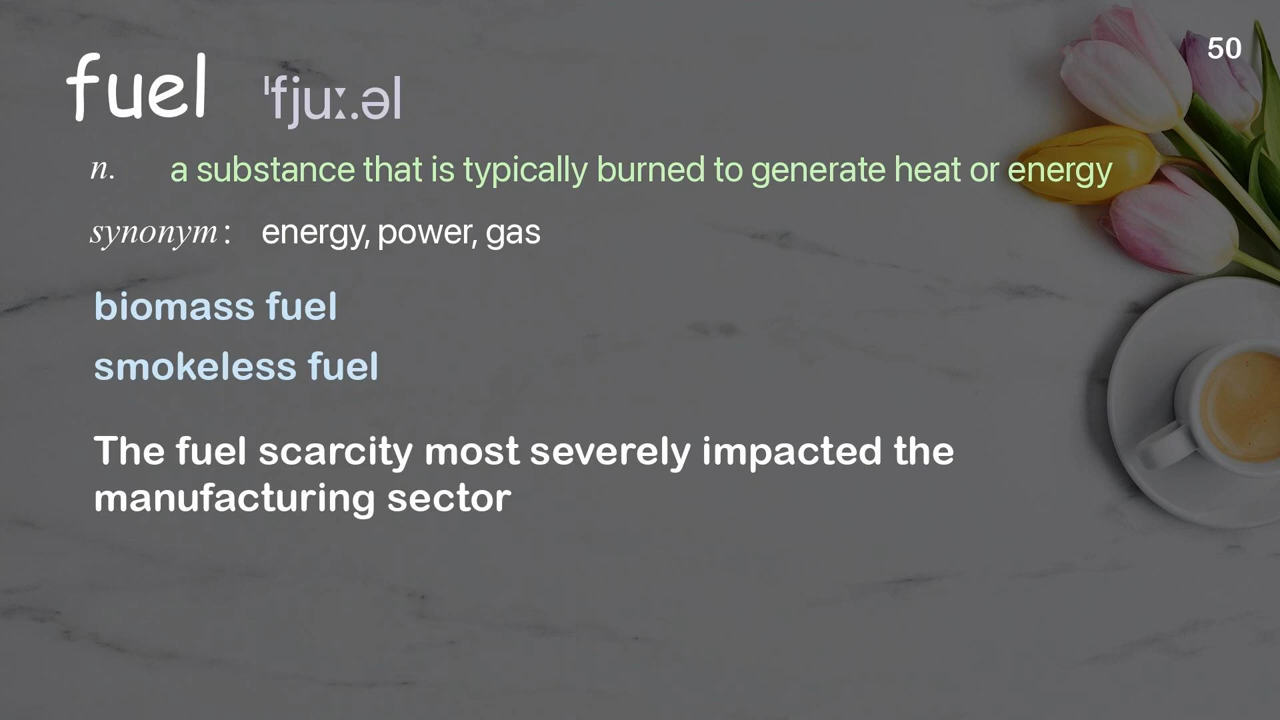 50
fuel ˈfjuː.əl
n. a substance that is typically burned to generate heat or energy
synonym: energy, power, gas
biomass fuel
smokeless fuel
The fuel scarcity most severely impacted the
manufacturing sector